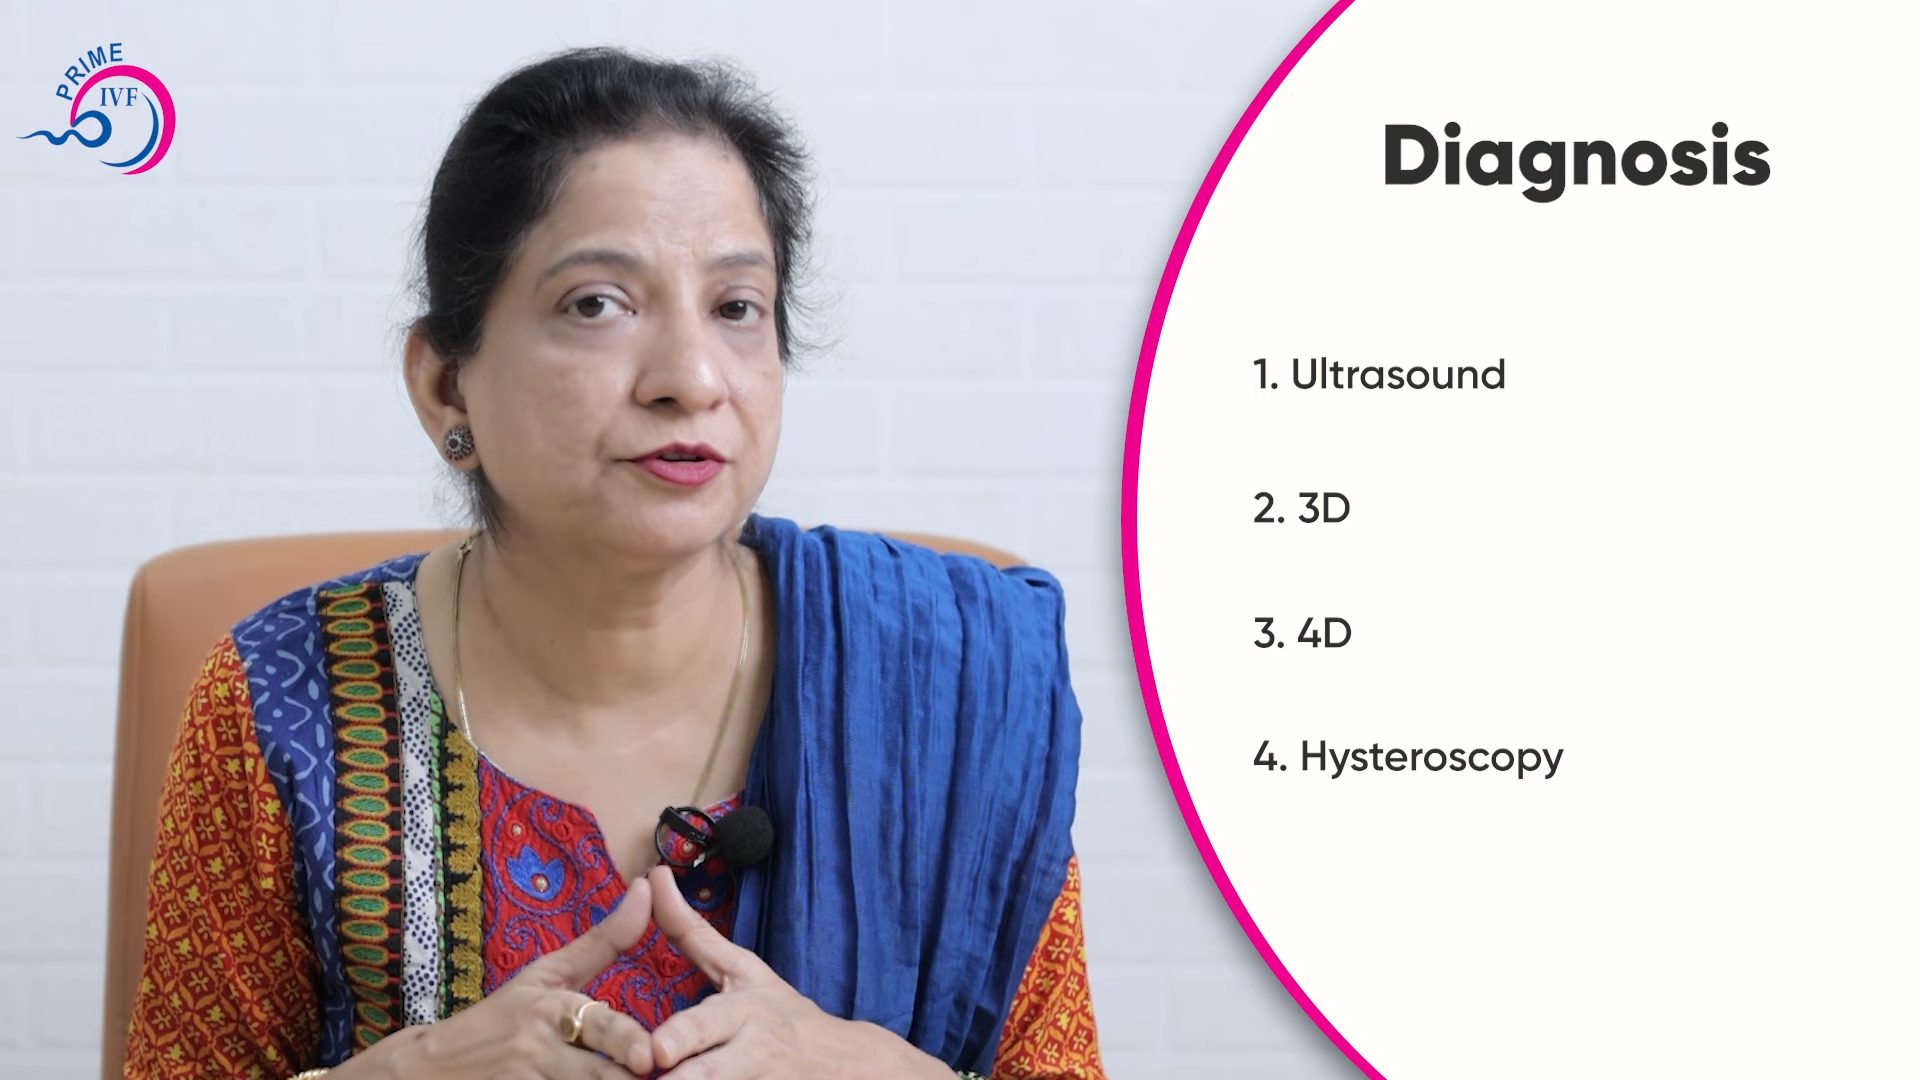 PRIME
IVF
Diagnosis
1. Ultrasound
2. 3D
3. 4D
4. Hysteroscopy